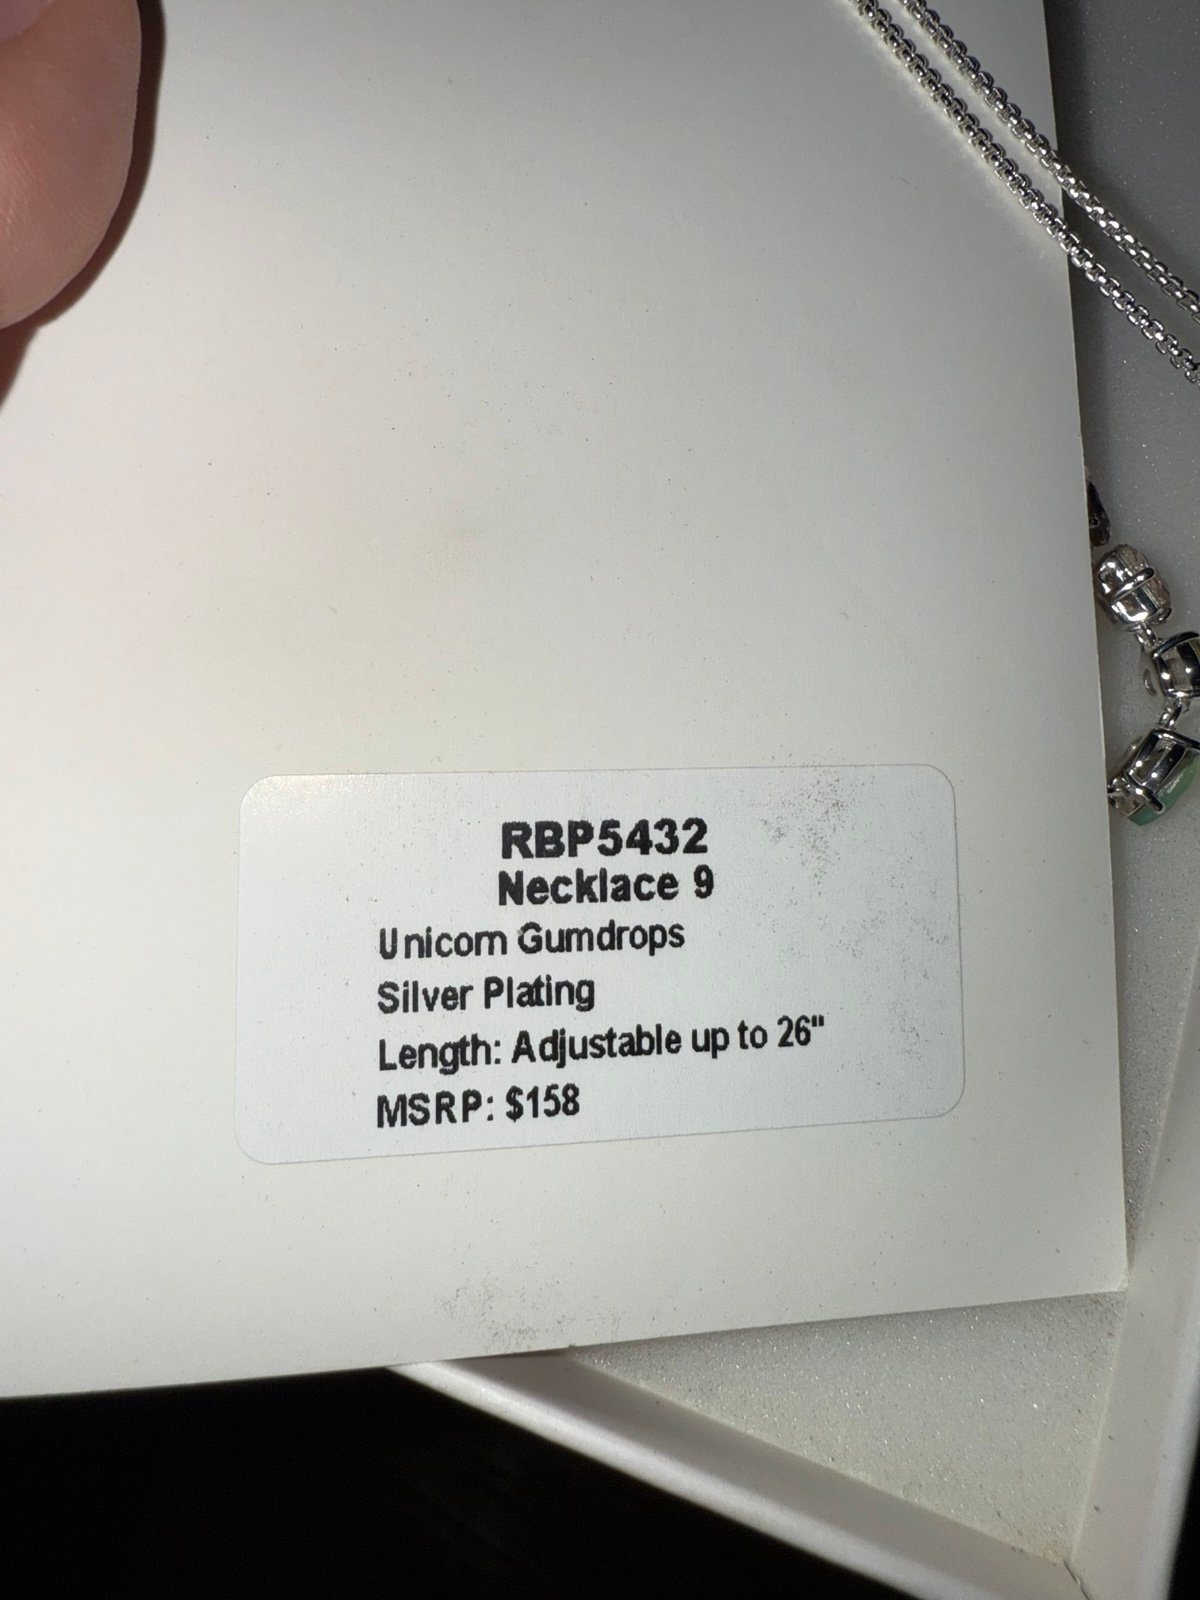 RBP5432
Necklace 9
Unicorn Gumdrops
Silver Plating
Length: Adjustable up to 26"
MSRP: $158